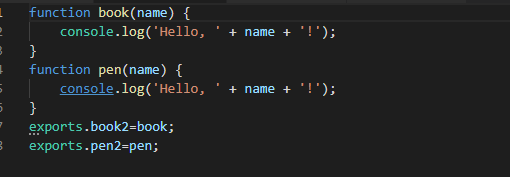 1 function book(name) {
2 console.log('Hello, ' + name + '!');
3 }
4 function pen(name) {
5 console.log('Hello, ' + name + '!');
6 }
7 exports.book2=book;
8 exports.pen2=pen;